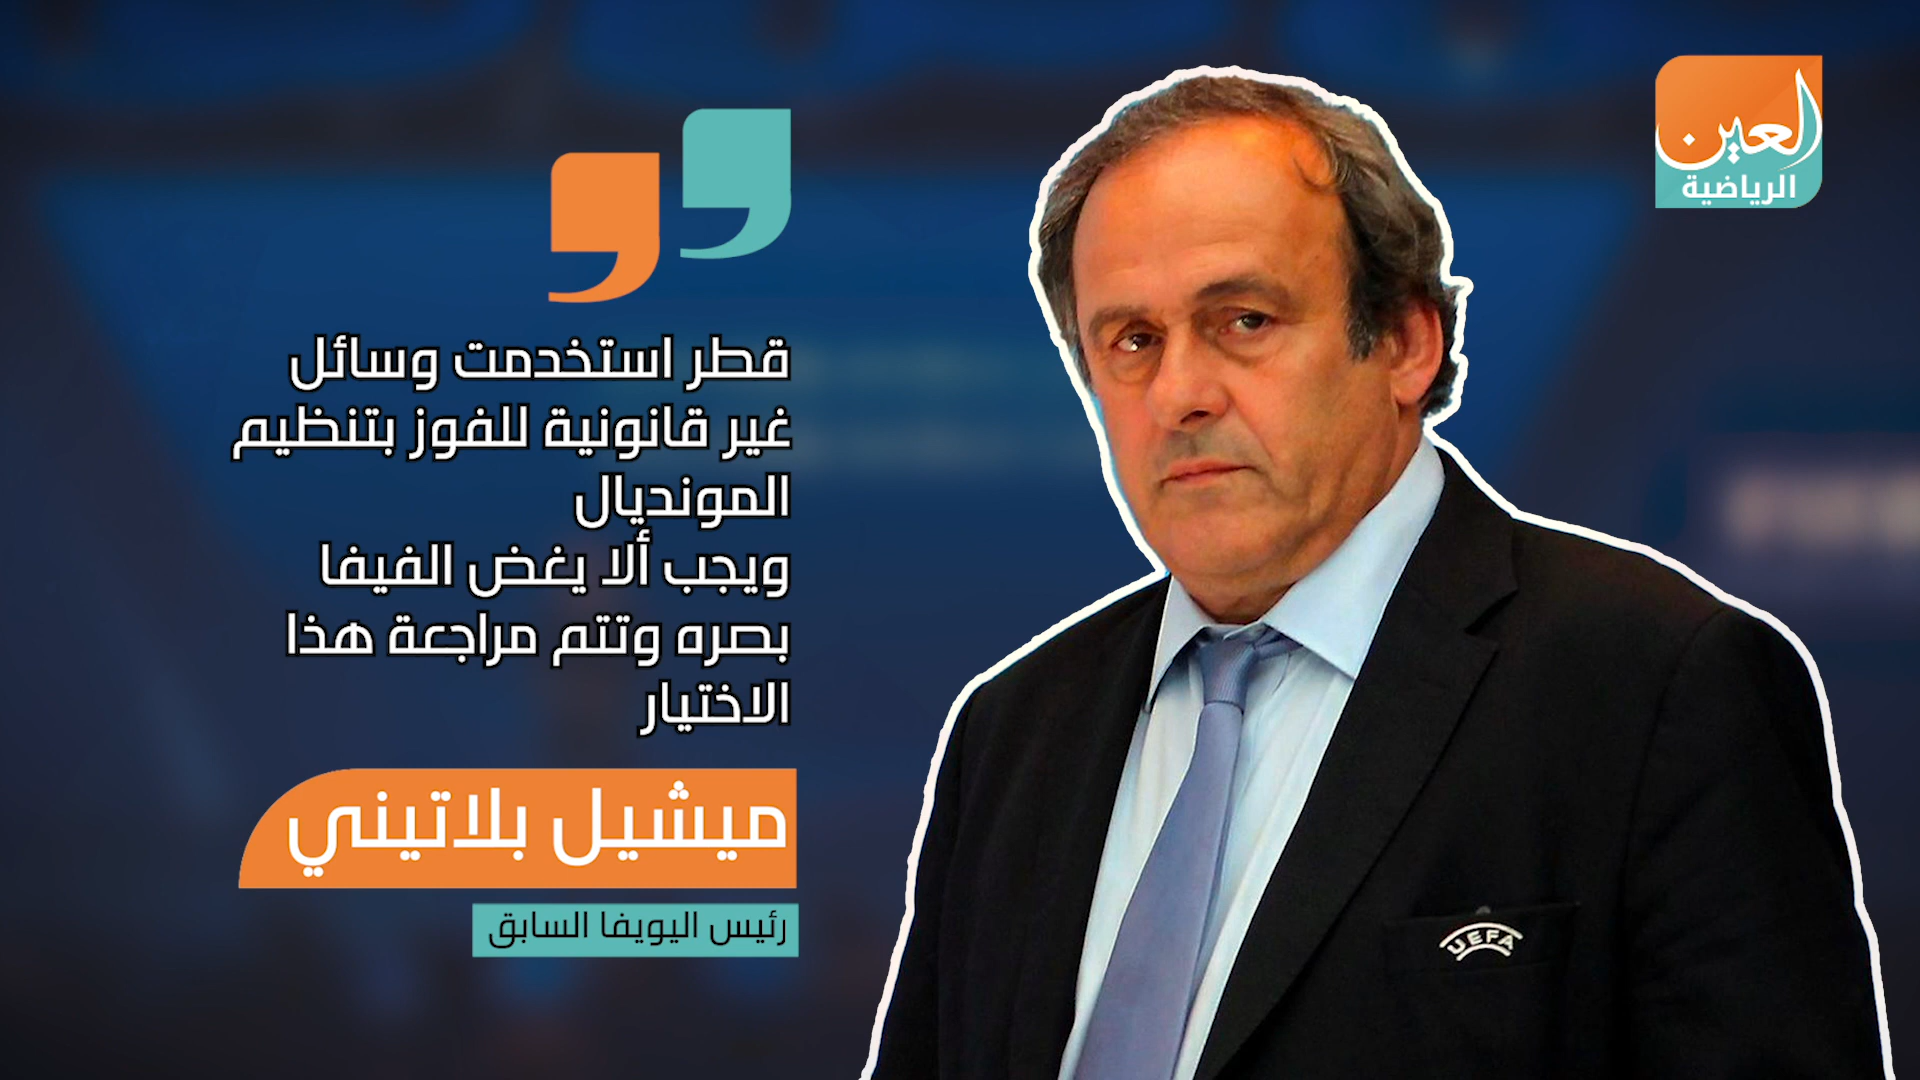 العين
الرياضية
قطر استخدمت وسائل
غير قانونية للفوز بتنظيم
المونديال
ويجب ألا يغض الفيفا
بصره وتتم مراجعة هذا
الاختيار
ميشيل بلاتيني
رئيس اليويفا السابق
UEFA